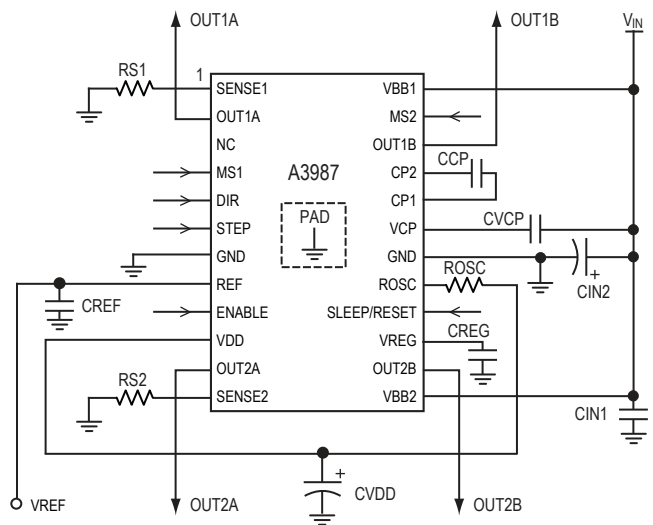 OUT1A
OUT1B
VIN
RS1
1
SENSE1
VBB1
OUT1A
MS2
NC
OUT1B
CCP
MS1
A3987
CP2
DIR
CP1
PAD
STEP
VCP
CVCP
GND
GND
ROSC
+
CIN2
REF
ROSC
CREF
ENABLE
SLEEP/RESET
CREG
VDD
VREG
OUT2A
OUT2B
RS2
SENSE2
VBB2
CIN1
+
CVDD
VREF
OUT2A
OUT2B